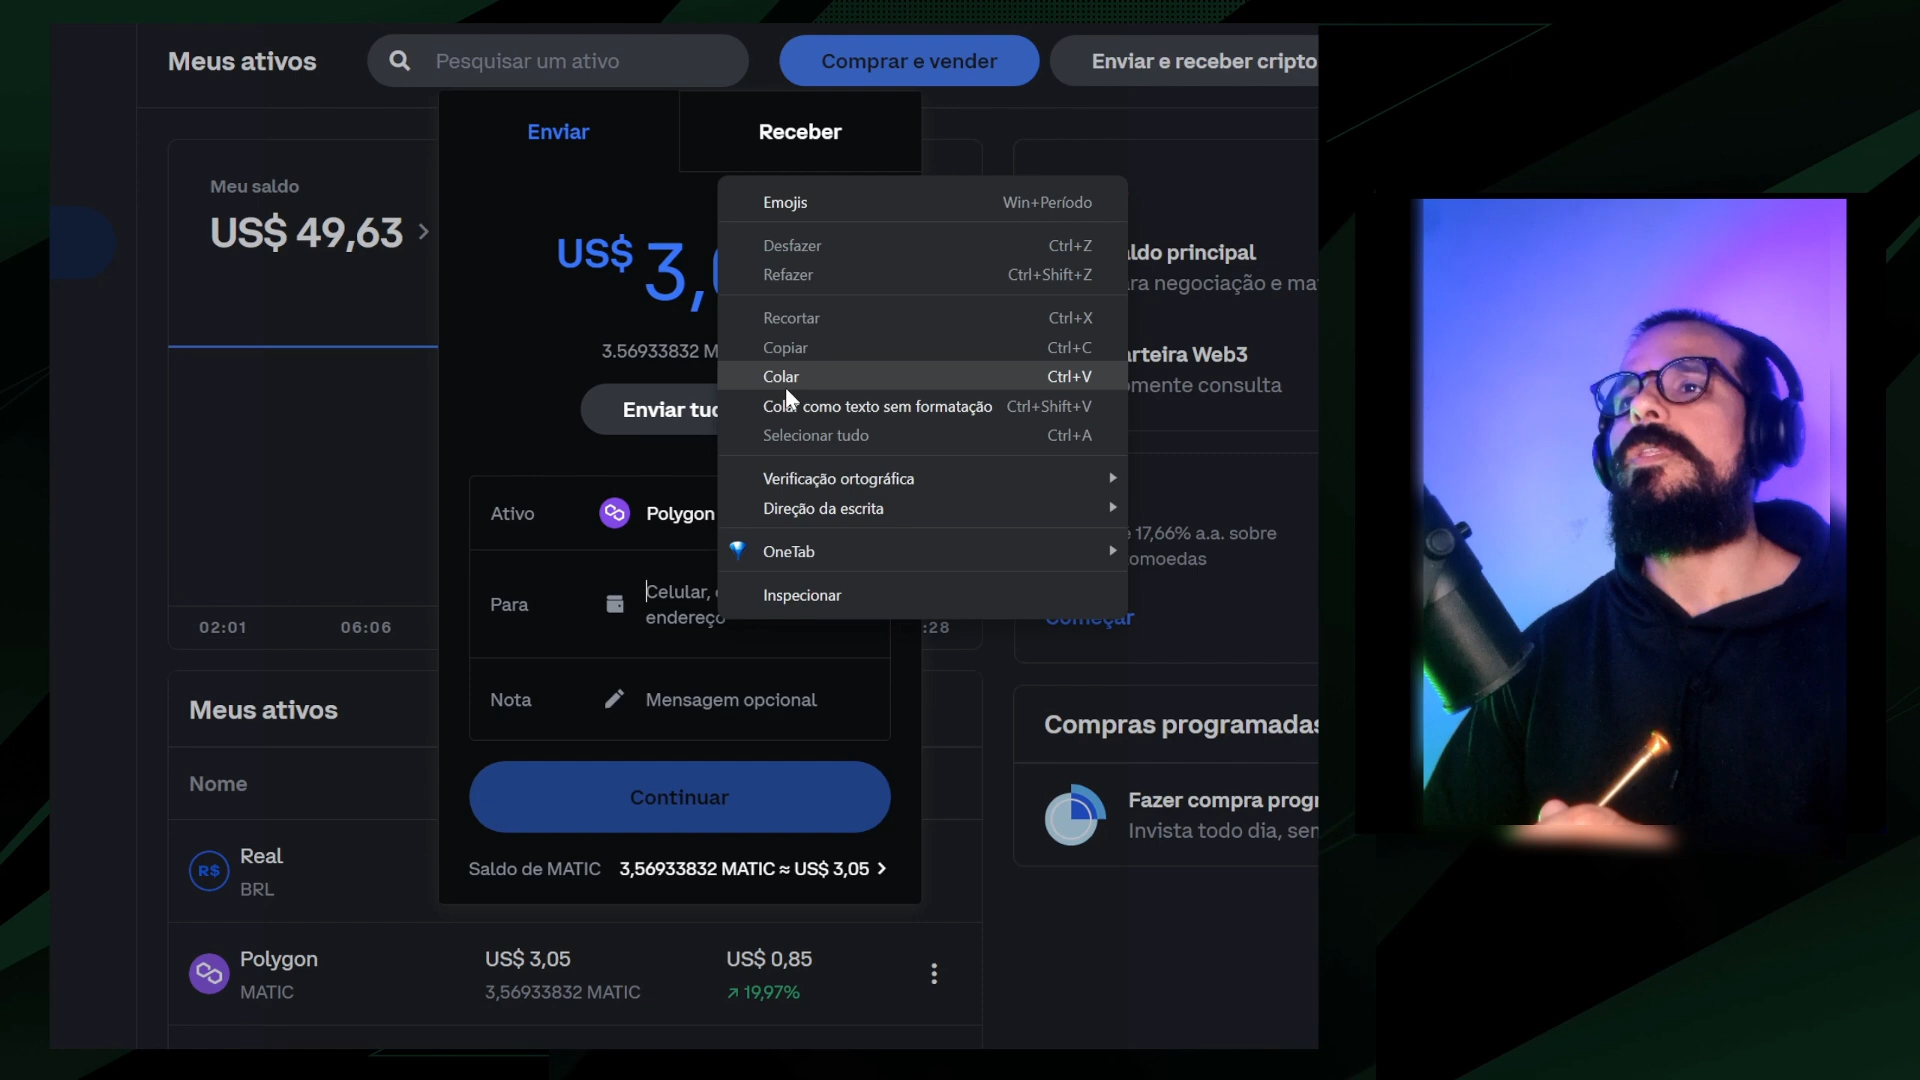 Meus ativos
Pesquisar um ativo
Comprar e vender
Enviar e receber cripto
Enviar
Receber
Meu saldo
US$ 49,63
US$ 3,
3.56933832 M
Enviar tud
Ativo
Polygon
Para
Celular,
endereço
Nota
Mensagem opcional
Continuar
Saldo de MATIC 3,56933832 MATIC ≈ US$ 3,05
Emojis Win+Período
Desfazer Ctrl+Z
Refazer Ctrl+Shift+Z
Recortar Ctrl+X
Copiar Ctrl+C
Colar Ctrl+V
Colar como texto sem formatação Ctrl+Shift+V
Selecionar tudo Ctrl+A
Verificação ortográfica
Direção da escrita
OneTab
Inspecionar
ldo principal
ra negociação e ma
rteira Web3
mente consulta
17,66% a.a. sobre
omoedas
Começar
02:01
06:06
:28
Meus ativos
Nome
R$
Real
BRL
Polygon
MATIC
US$ 3,05
3,56933832 MATIC
US$ 0,85
↗ 19,97%
Compras programadas
Fazer compra progr
Invista todo dia, sem